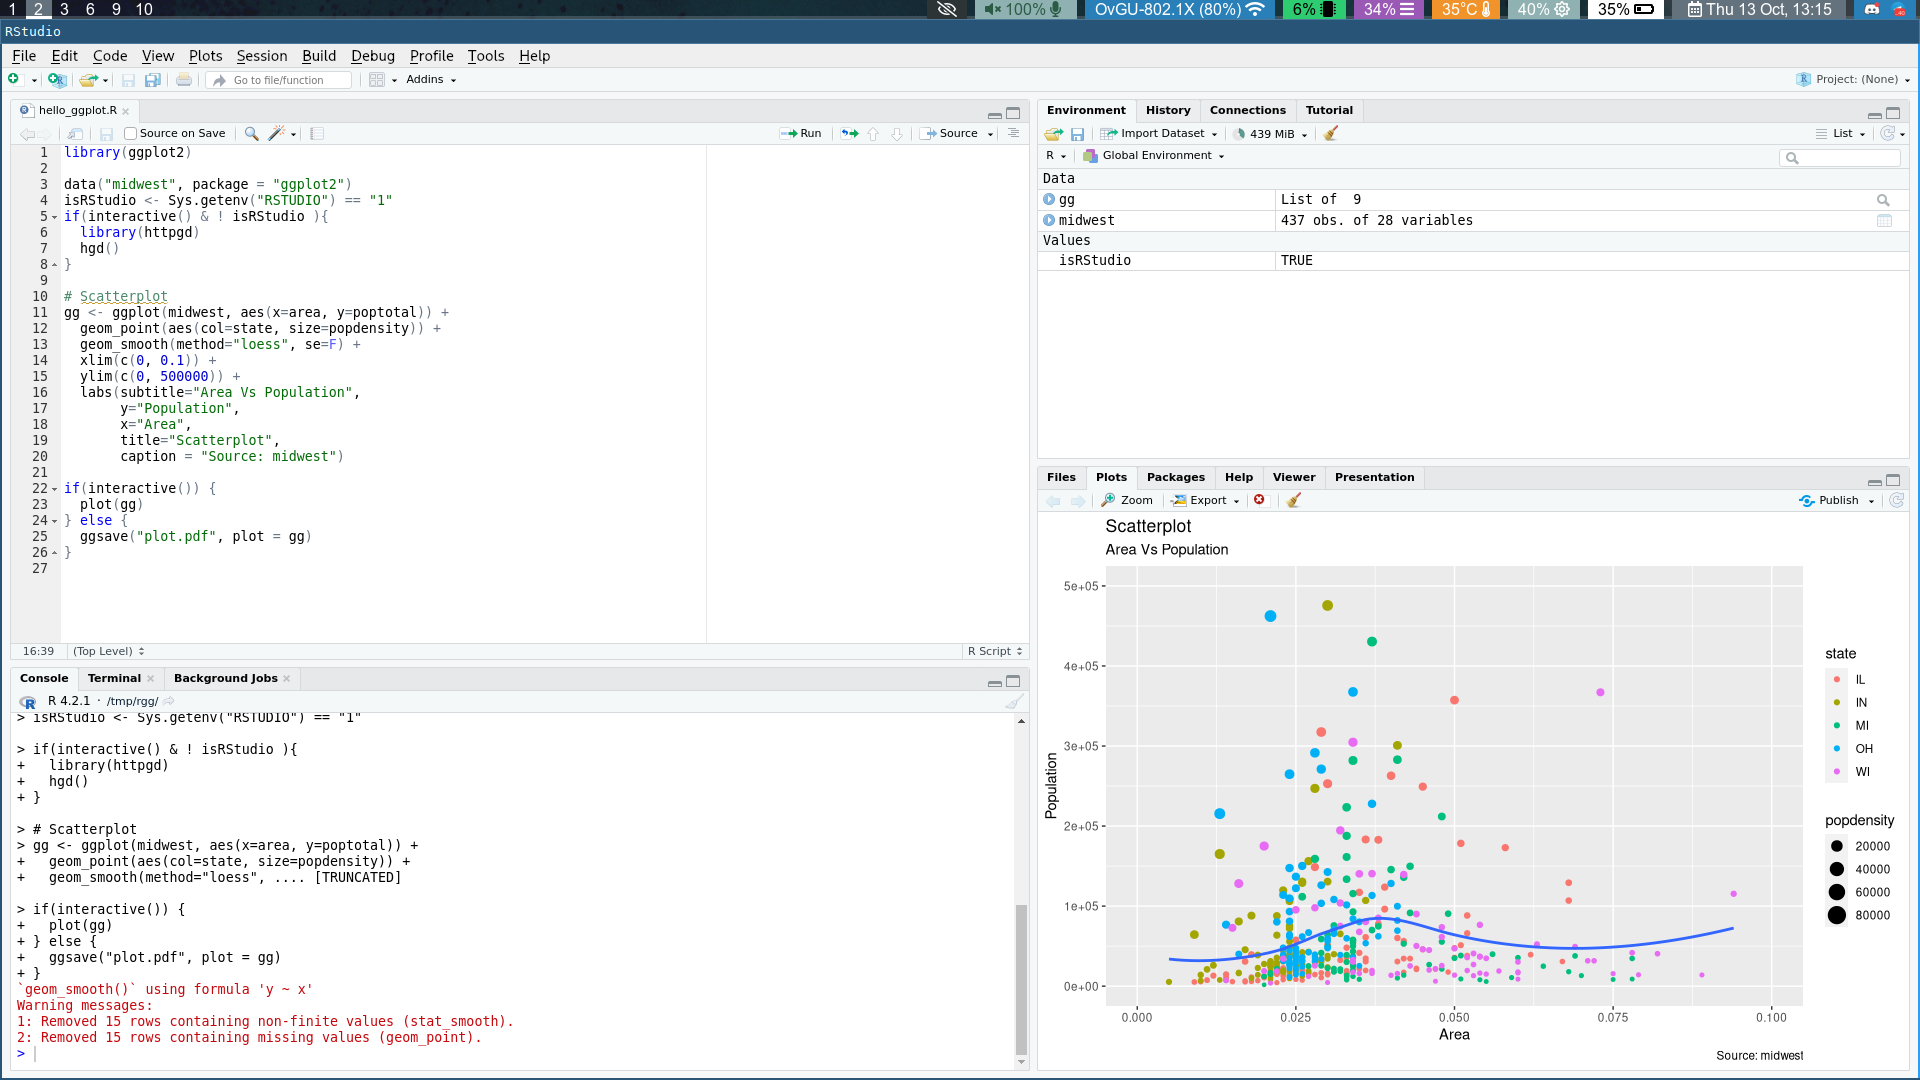 1 2 3 6 9 10
100% OvGU-802.1X (80%) 6% 34% 35°C 40% 35% Thu 13 Oct, 13:15
RStudio
File Edit Code View Plots Session Build Debug Profile Tools Help
Go to file/function Addins Project: (None)
hello_ggplot.R
Source on Save Run Source
1 library(ggplot2)
2
3 data("midwest", package = "ggplot2")
4 isRStudio <- Sys.getenv("RSTUDIO") == "1"
5 if(interactive() & ! isRStudio ){
6 library(httpgd)
7 hgd()
8 }
9
10 # Scatterplot
11 gg <- ggplot(midwest, aes(x=area, y=poptotal)) +
12 geom_point(aes(col=state, size=popdensity)) +
13 geom_smooth(method="loess", se=F) +
14 xlim(c(0, 0.1)) +
15 ylim(c(0, 500000)) +
16 labs(subtitle="Area Vs Population",
17 y="Population",
18 x="Area",
19 title="Scatterplot",
20 caption = "Source: midwest")
21
22 if(interactive()) {
23 plot(gg)
24 } else {
25 ggsave("plot.pdf", plot = gg)
26 }
27
16:39 (Top Level) R Script
Console Terminal Background Jobs
R 4.2.1 · /tmp/rgg/
> isRStudio <- Sys.getenv("RSTUDIO") == "1"
> if(interactive() & ! isRStudio ){
+ library(httpgd)
+ hgd()
+ }
> # Scatterplot
> gg <- ggplot(midwest, aes(x=area, y=poptotal)) +
+ geom_point(aes(col=state, size=popdensity)) +
+ geom_smooth(method="loess", .... [TRUNCATED]
> if(interactive()) {
+ plot(gg)
+ } else {
+ ggsave("plot.pdf", plot = gg)
+ }
`geom_smooth()` using formula 'y ~ x'
Warning messages:
1: Removed 15 rows containing non-finite values (stat_smooth).
2: Removed 15 rows containing missing values (geom_point).
>
Environment History Connections Tutorial
Import Dataset 439 MiB List
R Global Environment
Data
gg List of 9
midwest 437 obs. of 28 variables
Values
isRStudio TRUE
Files Plots Packages Help Viewer Presentation
Zoom Export Publish
Scatterplot
Area Vs Population
5e+05
4e+05
3e+05
2e+05
1e+05
0e+00
Population
0.000 0.025 0.050 0.075 0.100
Area
Source: midwest
state
IL
IN
MI
OH
WI
popdensity
20000
40000
60000
80000